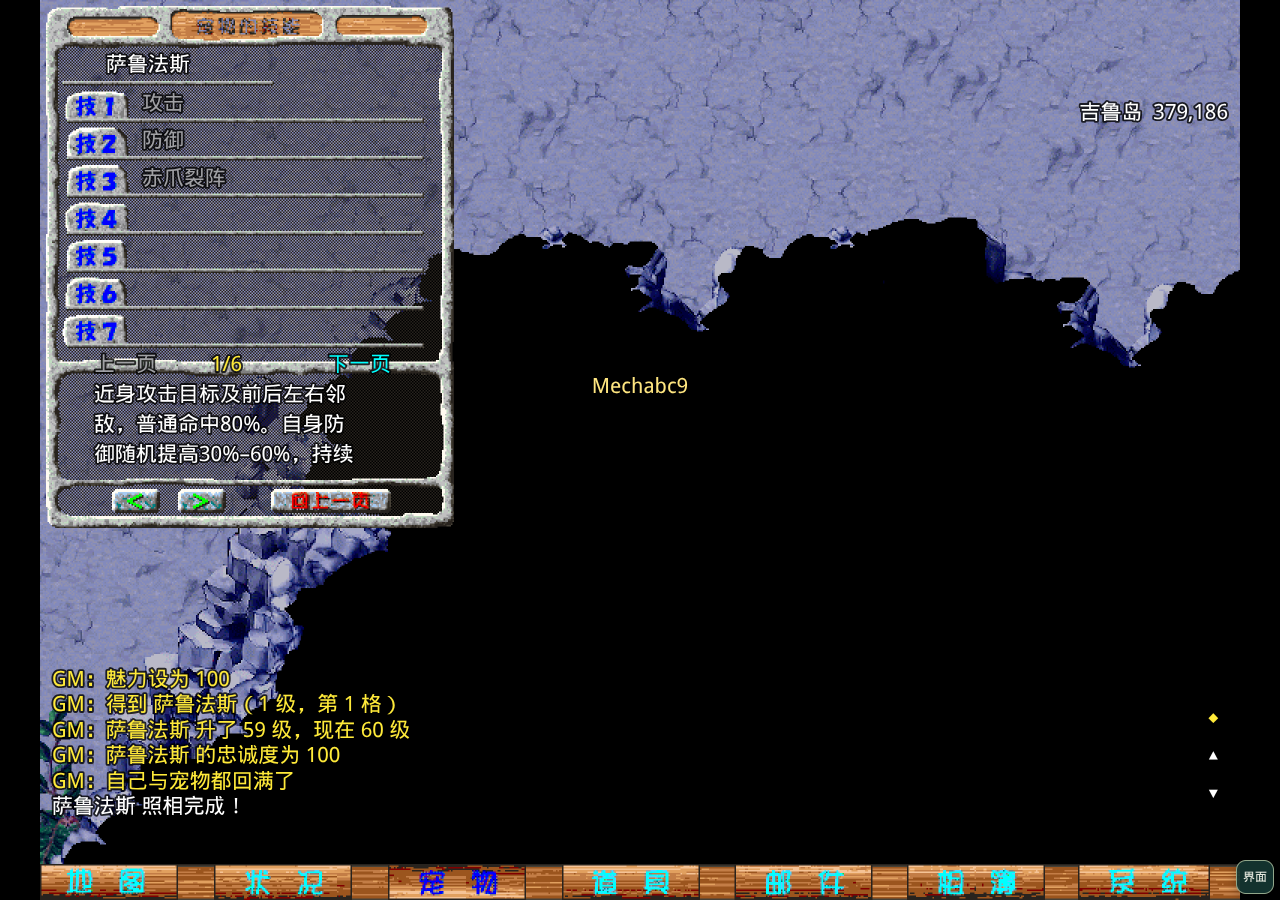 宠物的技能
萨鲁法斯
吉鲁岛 379,186
技1 攻击
技2 防御
技3 赤爪裂阵
技4
技5
技6
技7
上一页 1/6 下一页
近身攻击目标及前后左右邻
敌，普通命中80%。自身防
御随机提高30%-60%，持续
Mechabc9
< > 回上一页
GM：魅力设为 100
GM：得到 萨鲁法斯（1 级，第 1 格）
GM：萨鲁法斯 升了 59 级，现在 60 级
GM：萨鲁法斯 的忠诚度为 100
GM：自己与宠物都回满了
萨鲁法斯 照相完成！
地图 状况 宠物 道具 邮件 相簿 系统
界面